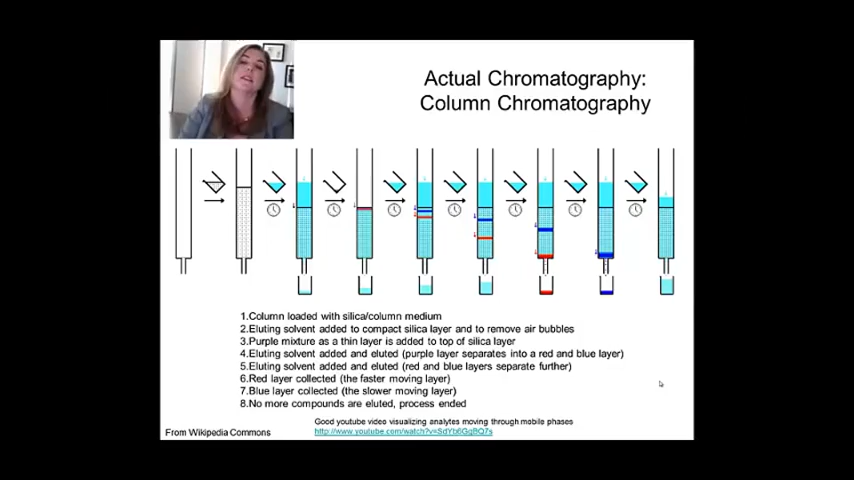 Actual Chromatography:
Column Chromatography
1.Column loaded with silica/column medium
2.Eluting solvent added to compact silica layer and to remove air bubbles
3.Purple mixture as a thin layer is added to top of silica layer
4.Eluting solvent added and eluted (purple layer separates into a red and blue layer)
5.Eluting solvent added and eluted (red and blue layers separate further)
6.Red layer collected (the faster moving layer)
7.Blue layer collected (the slower moving layer)
8.No more compounds are eluted, process ended
Good youtube video visualizing analytes moving through mobile phases
From Wikipedia Commons